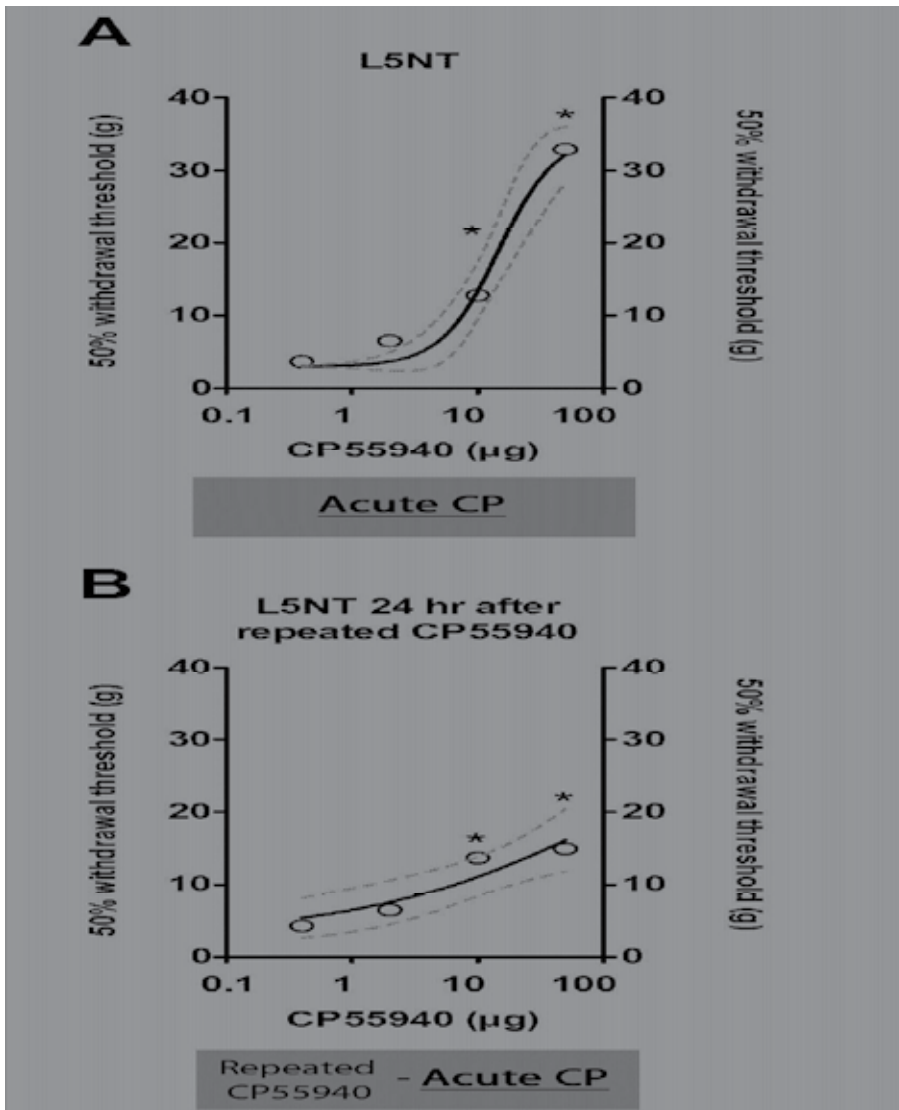 A
L5NT
50% withdrawal threshold (g)
40
30
20
10
0
40
30
20
10
0
50% withdrawal threshold (g)
*
*
0.1 1 10 100
CP55940 (µg)
Acute CP
B
L5NT 24 hr after
repeated CP55940
50% withdrawal threshold (g)
40
30
20
10
0
40
30
20
10
0
50% withdrawal threshold (g)
*
*
0.1 1 10 100
CP55940 (µg)
Repeated
CP55940 - Acute CP